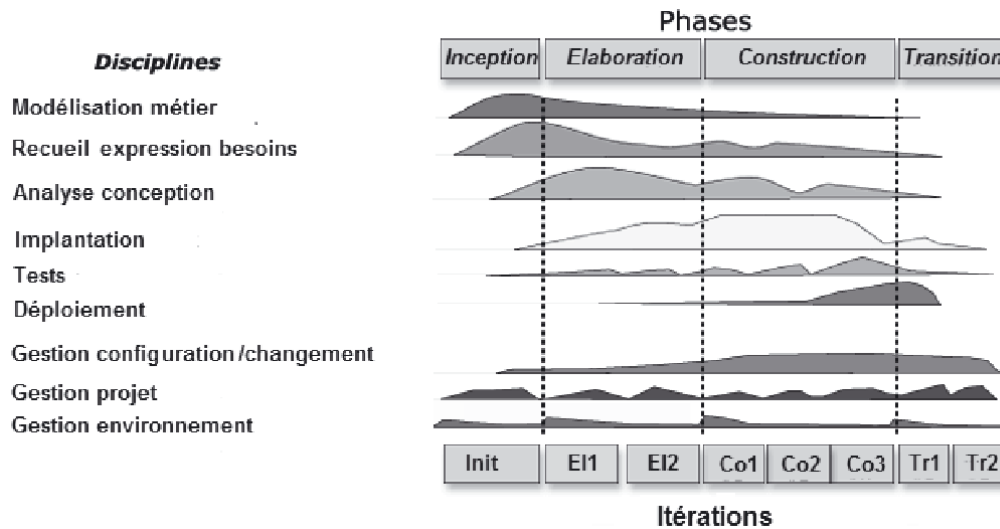 Phases
Disciplines
Inception Elaboration Construction Transition
Modélisation métier
Recueil expression besoins
Analyse conception
Implantation
Tests
Déploiement
Gestion configuration/changement
Gestion projet
Gestion environnement
Init El1 El2 Co1 Co2 Co3 Tr1 Tr2
Itérations